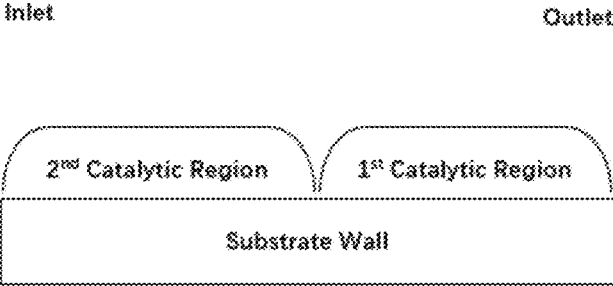 Inlet
Outlet
2nd Catalytic Region
1st Catalytic Region
Substrate Wall